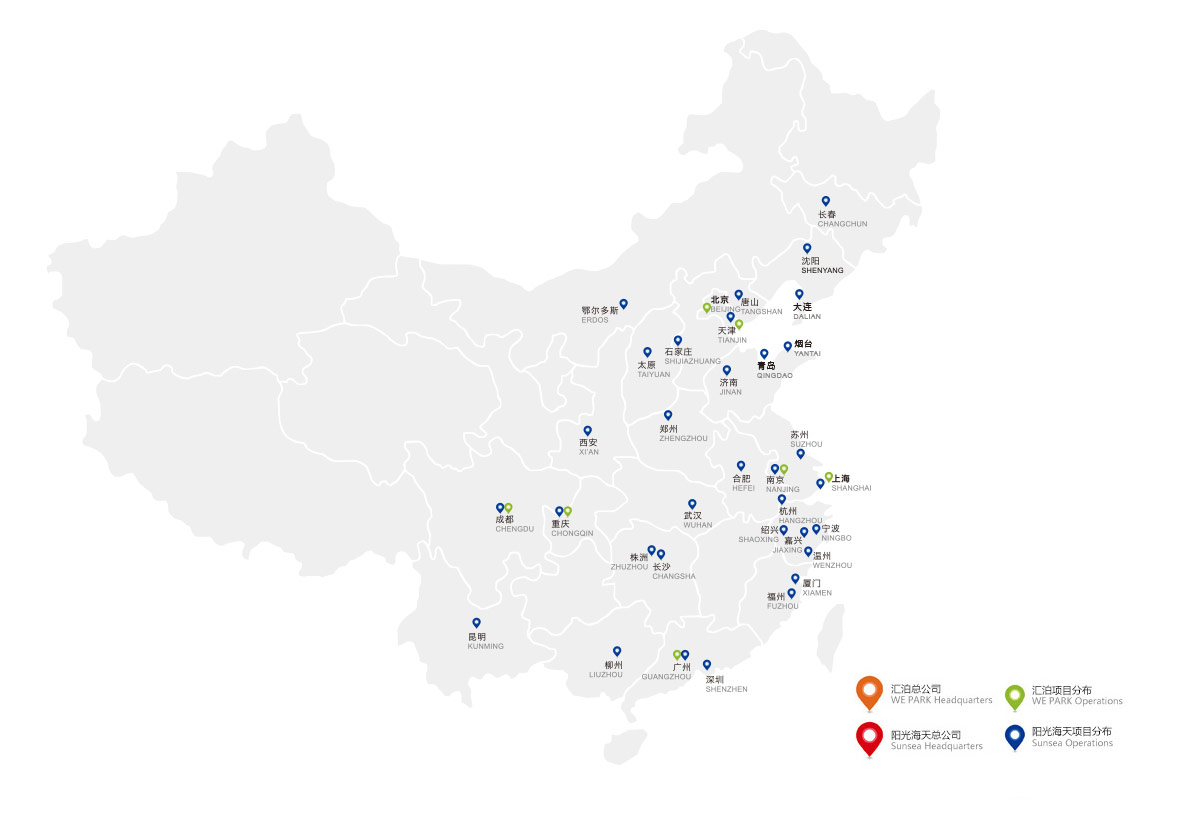 长春
CHANGCHUN
沈阳
SHENYANG
大连
DALIAN
北京
BEIJING
唐山
TANGSHAN
鄂尔多斯
ERDOS
天津
TIANJIN
烟台
YANTAI
石家庄
SHIJIAZHUANG
太原
TAIYUAN
青岛
QINGDAO
济南
JINAN
郑州
ZHENGZHOU
西安
XI'AN
苏州
SUZHOU
合肥
HEFEI
南京
NANJING
上海
SHANGHAI
成都
CHENGDU
重庆
CHONGQIN
武汉
WUHAN
杭州
HANGZHOU
绍兴
SHAOXING
嘉兴
JIAXING
宁波
NINGBO
温州
WENZHOU
株洲
ZHUZHOU
长沙
CHANGSHA
厦门
XIAMEN
福州
FUZHOU
昆明
KUNMING
柳州
LIUZHOU
广州
GUANGZHOU
深圳
SHENZHEN
汇泊总公司
WE PARK Headquarters
汇泊项目分布
WE PARK Operations
阳光海天总公司
Sunsea Headquarters
阳光海天项目分布
Sunsea Operations